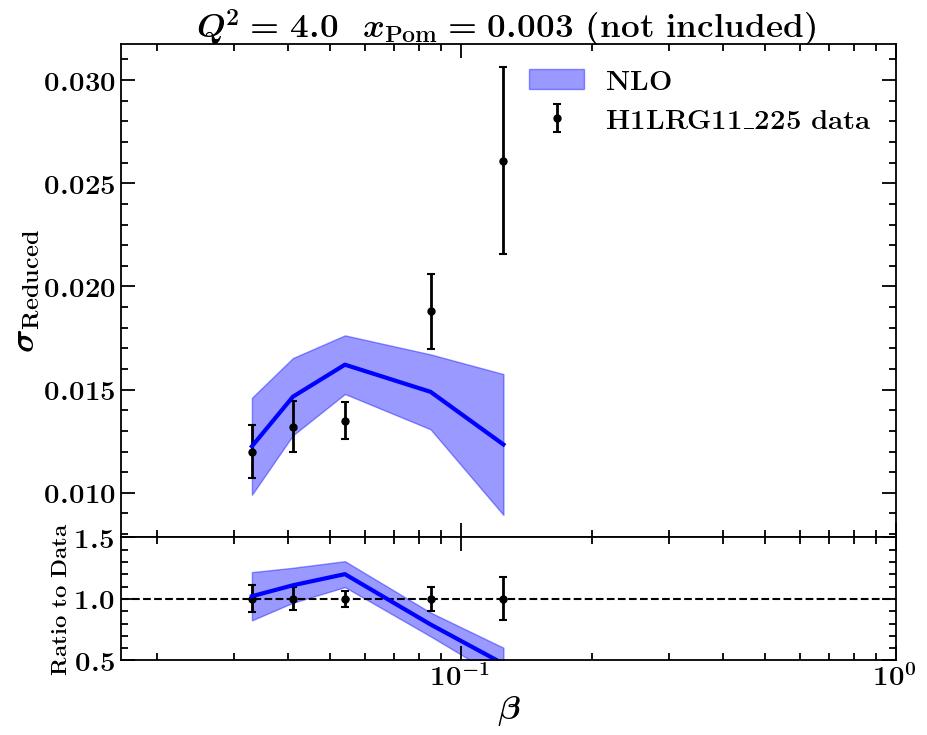 Q² = 4.0 x_Pom = 0.003 (not included)
NLO
H1LRG11_225 data
σ_Reduced
0.030
0.025
0.020
0.015
0.010
Ratio to Data
1.5
1.0
0.5
10⁻¹ 10⁰
β